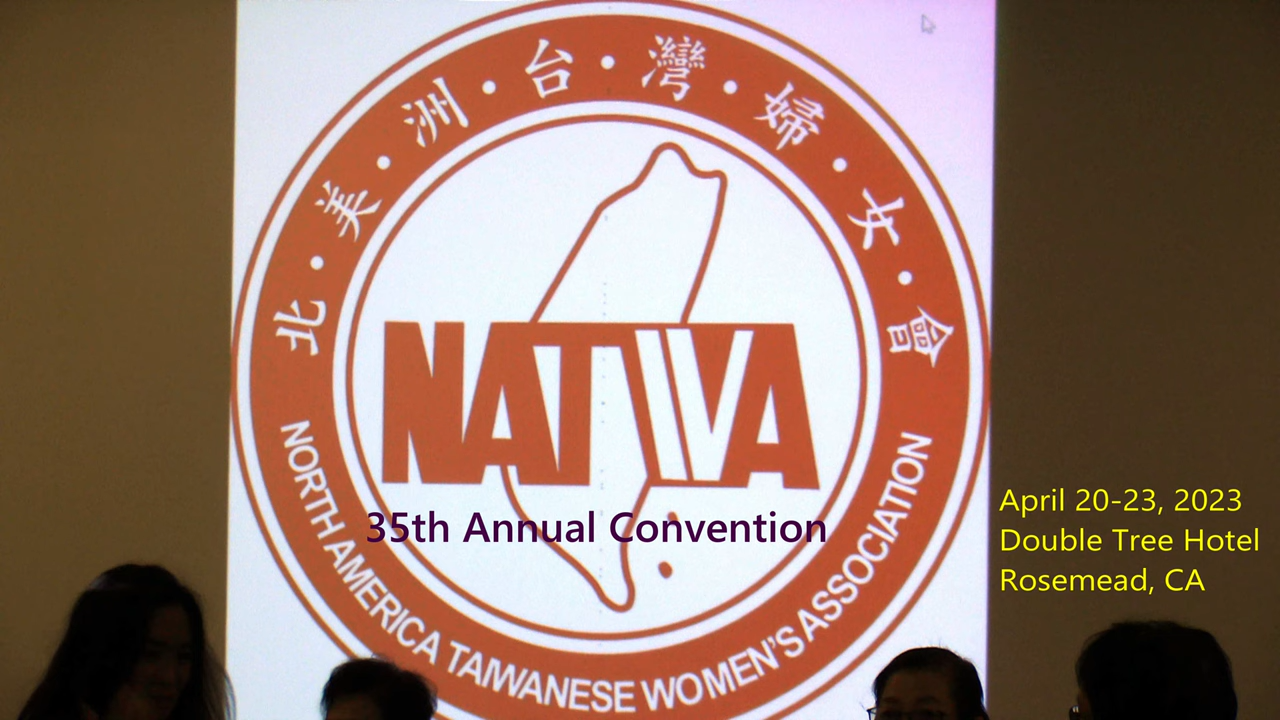 北・美・洲・台・灣・婦・女・會
NATWA
35th Annual Convention
NORTH AMERICA TAIWANESE WOMEN'S ASSOCIATION
April 20-23, 2023
Double Tree Hotel
Rosemead, CA